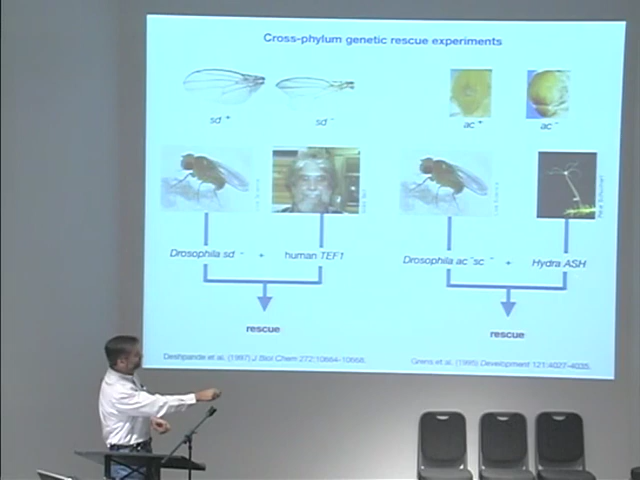 Cross-phylum genetic rescue experiments
sd +
sd -
ac +
ac -
Drosophila sd - + human TEF1
Drosophila ac - sc - + Hydra ASH
rescue
rescue
Deshpande et al. (1997) J Biol Chem 272:10664-10668.
Grens et al. (1995) Development 121:4027-4035.